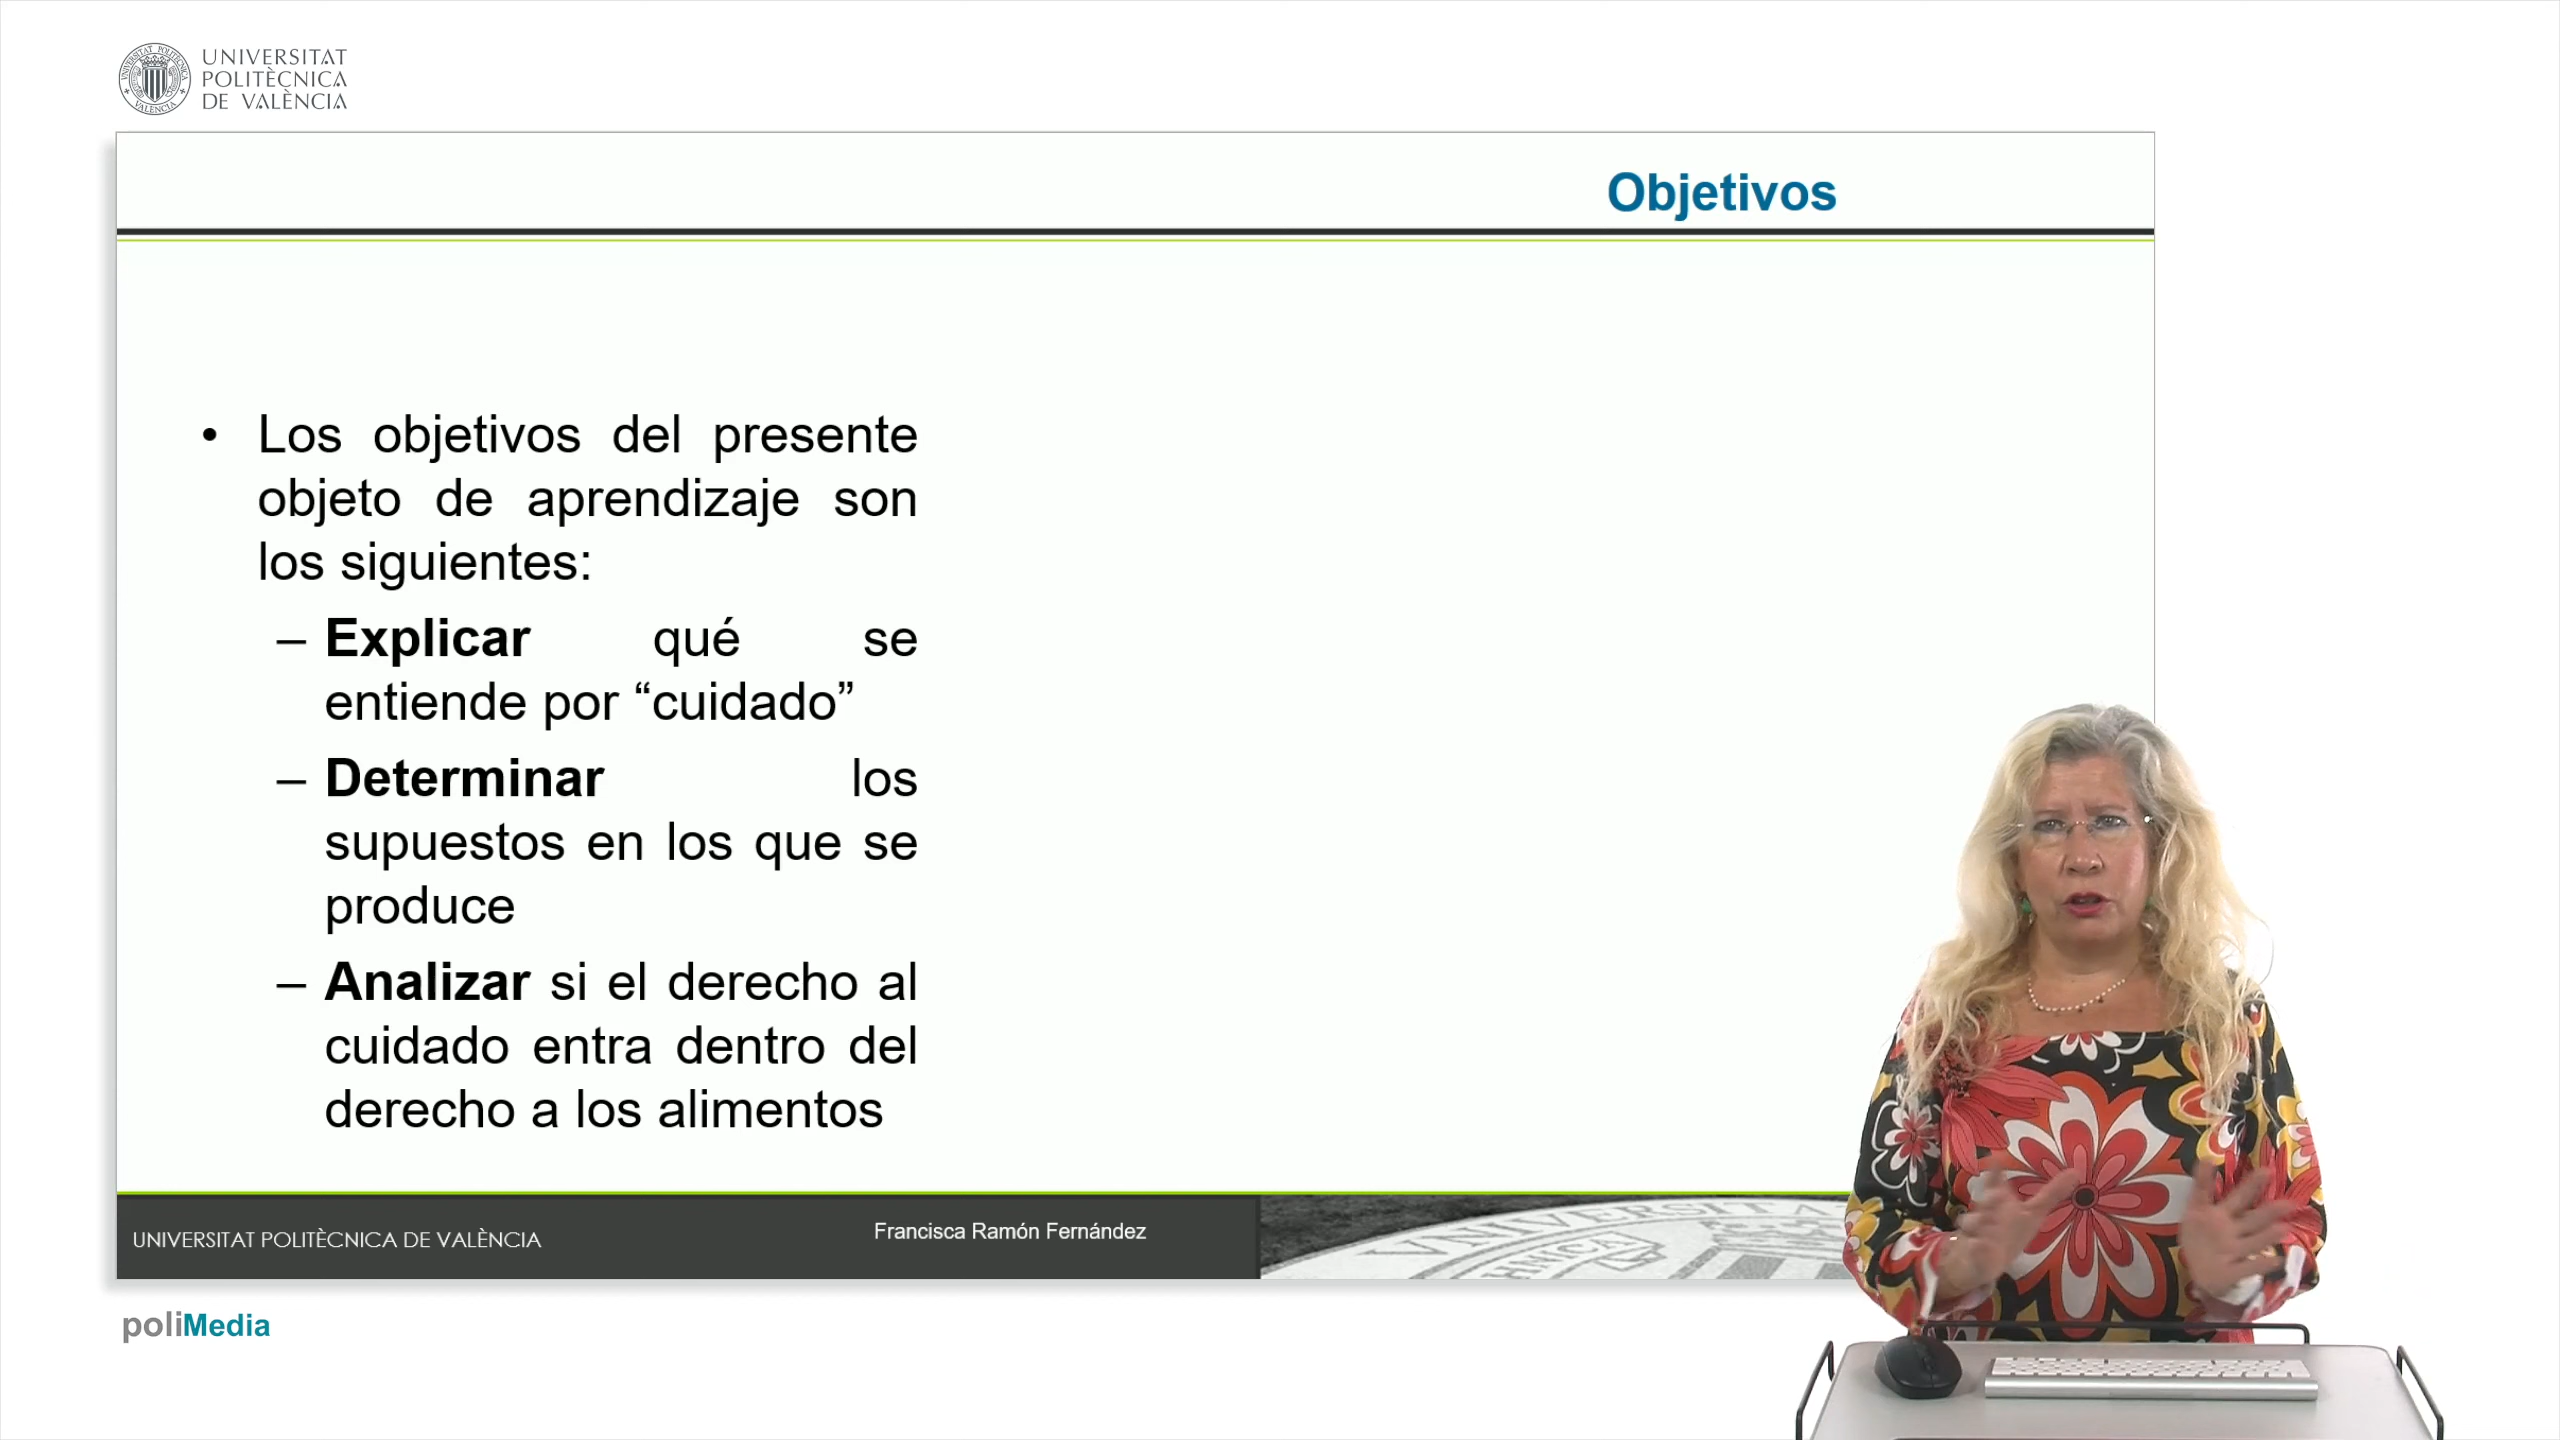 UNIVERSITAT
POLITÈCNICA
DE VALÈNCIA
Objetivos
• Los objetivos del presente
objeto de aprendizaje son
los siguientes:
– Explicar qué se
entiende por “cuidado”
– Determinar los
supuestos en los que se
produce
– Analizar si el derecho al
cuidado entra dentro del
derecho a los alimentos
UNIVERSITAT POLITÈCNICA DE VALÈNCIA
Francisca Ramón Fernández
poliMedia